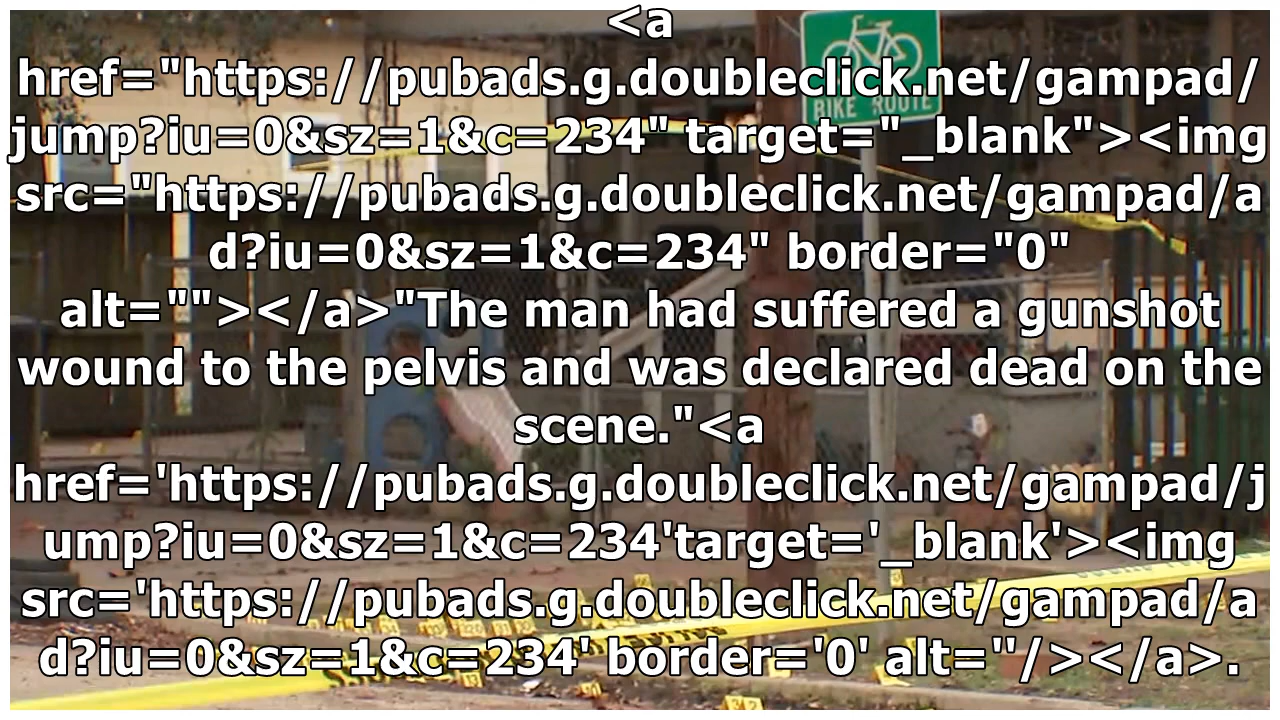 <a
href="https://pubads.g.doubleclick.net/gampad/
jump?iu=0&sz=1&c=234" target="_blank"><img
src="https://pubads.g.doubleclick.net/gampad/a
d?iu=0&sz=1&c=234" border="0"
alt=""></a>"The man had suffered a gunshot
wound to the pelvis and was declared dead on the
scene."<a
href='https://pubads.g.doubleclick.net/gampad/j
ump?iu=0&sz=1&c=234'target='_blank'><img
src='https://pubads.g.doubleclick.net/gampad/a
d?iu=0&sz=1&c=234' border='0' alt=''/></a>.
BIKE ROUTE